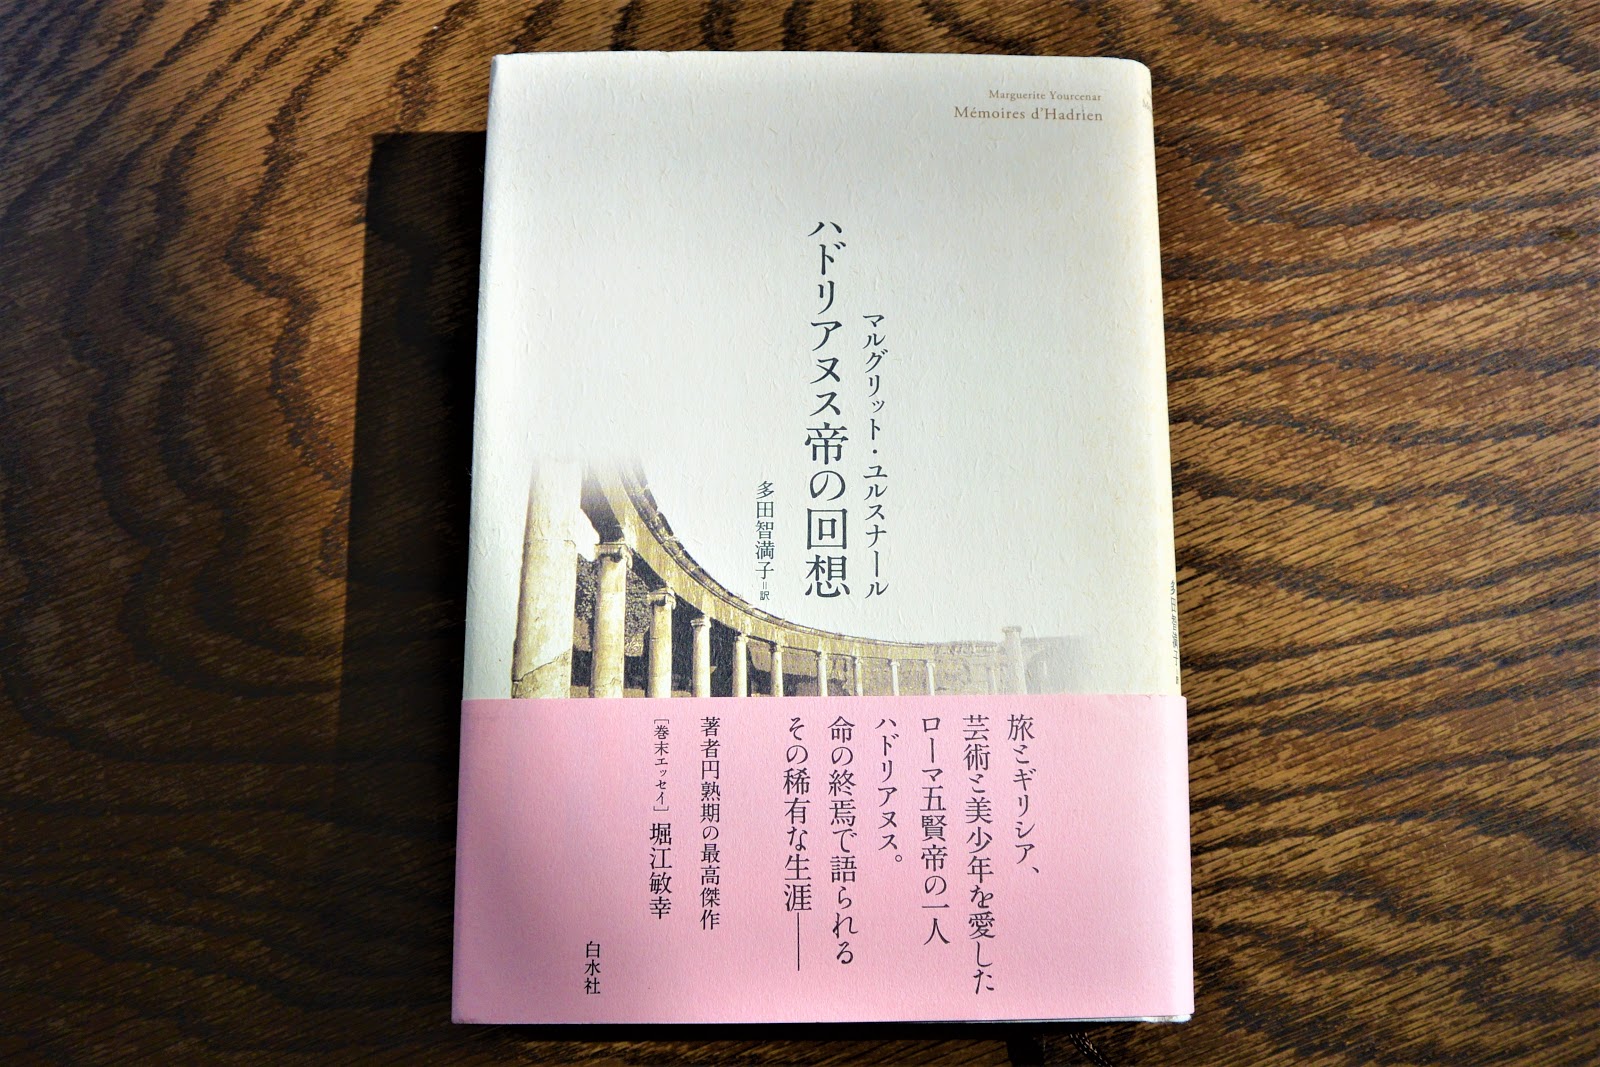 Marguerite Yourcenar
Mémoires d'Hadrien
マルグリット・ユルスナール
ハドリアヌス帝の回想
多田智満子=訳
旅とギリシア、
芸術と美少年を愛した
ローマ五賢帝の一人
ハドリアヌス。
命の終焉で語られる
その稀有な生涯――
著者円熟期の最高傑作
[巻末エッセイ] 堀江敏幸
白水社
多田智満子